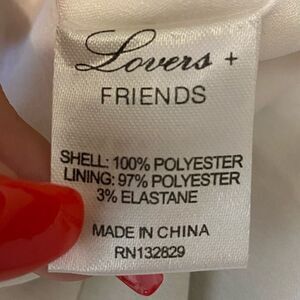 Lovers +
FRIENDS
SHELL: 100% POLYESTER
LINING: 97% POLYESTER
3% ELASTANE
MADE IN CHINA
RN132829